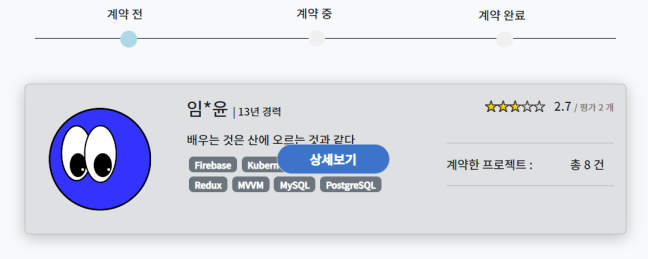 계약 전
계약 중
계약 완료
임*윤 | 13년 경력
배우는 것은 산에 오르는 것과 같다
Firebase
상세보기
Redux MVVM MySQL PostgreSQL
2.7 / 평가 2 개
계약한 프로젝트 : 총 8 건